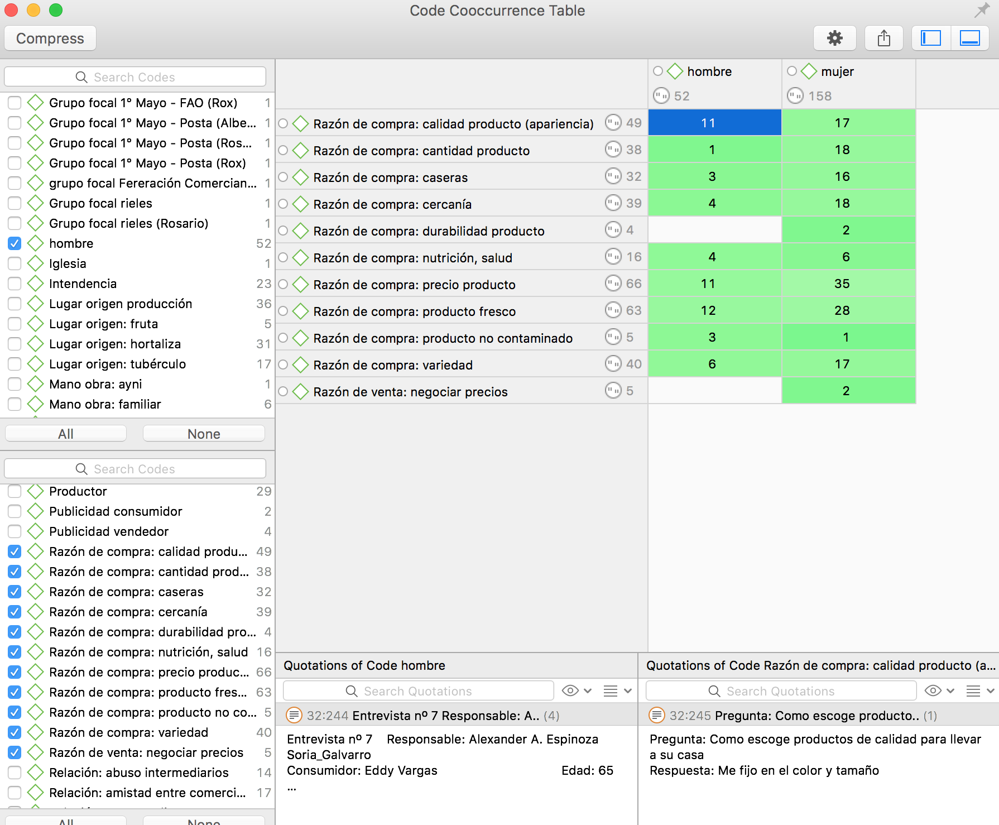 Code Cooccurrence Table
Compress
Search Codes
Grupo focal 1º Mayo - FAO (Rox) 1
Grupo focal 1º Mayo - Posta (Albe... 1
Grupo focal 1º Mayo - Posta (Ros... 1
Grupo focal 1º Mayo - Posta (Rox) 1
grupo focal Fereración Comercian... 1
Grupo focal rieles 1
Grupo focal rieles (Rosario) 1
hombre 52
Iglesia 1
Intendencia 23
Lugar origen producción 36
Lugar origen: fruta 5
Lugar origen: hortaliza 31
Lugar origen: tubérculo 17
Mano obra: ayni 1
Mano obra: familiar 6
All None
Search Codes
Productor 29
Publicidad consumidor 2
Publicidad vendedor 4
Razón de compra: calidad produ... 49
Razón de compra: cantidad prod... 38
Razón de compra: caseras 32
Razón de compra: cercanía 39
Razón de compra: durabilidad pro... 4
Razón de compra: nutrición, salud 16
Razón de compra: precio produc... 66
Razón de compra: producto fres... 63
Razón de compra: producto no co... 5
Razón de compra: variedad 40
Razón de venta: negociar precios 5
Relación: abuso intermediarios 14
Relación: amistad entre comerci... 17
All None
hombre mujer
52 158
Razón de compra: calidad producto (apariencia) 49 11 17
Razón de compra: cantidad producto 38 1 18
Razón de compra: caseras 32 3 16
Razón de compra: cercanía 39 4 18
Razón de compra: durabilidad producto 4 2
Razón de compra: nutrición, salud 16 4 6
Razón de compra: precio producto 66 11 35
Razón de compra: producto fresco 63 12 28
Razón de compra: producto no contaminado 5 3 1
Razón de compra: variedad 40 6 17
Razón de venta: negociar precios 5 2
Quotations of Code hombre
Search Quotations
32:244 Entrevista nº 7 Responsable: A.. (4)
Entrevista nº 7 Responsable: Alexander A. Espinoza
Soria_Galvarro
Consumidor: Eddy Vargas Edad: 65
...
Quotations of Code Razón de compra: calidad producto (a...
Search Quotations
32:245 Pregunta: Como escoge producto.. (1)
Pregunta: Como escoge productos de calidad para llevar
a su casa
Respuesta: Me fijo en el color y tamaño